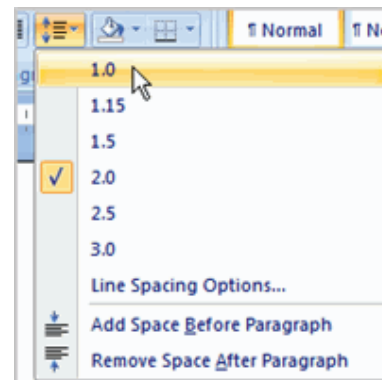 ¶ Normal ¶ N
1.0
1.15
1.5
2.0
2.5
3.0
Line Spacing Options...
Add Space Before Paragraph
Remove Space After Paragraph